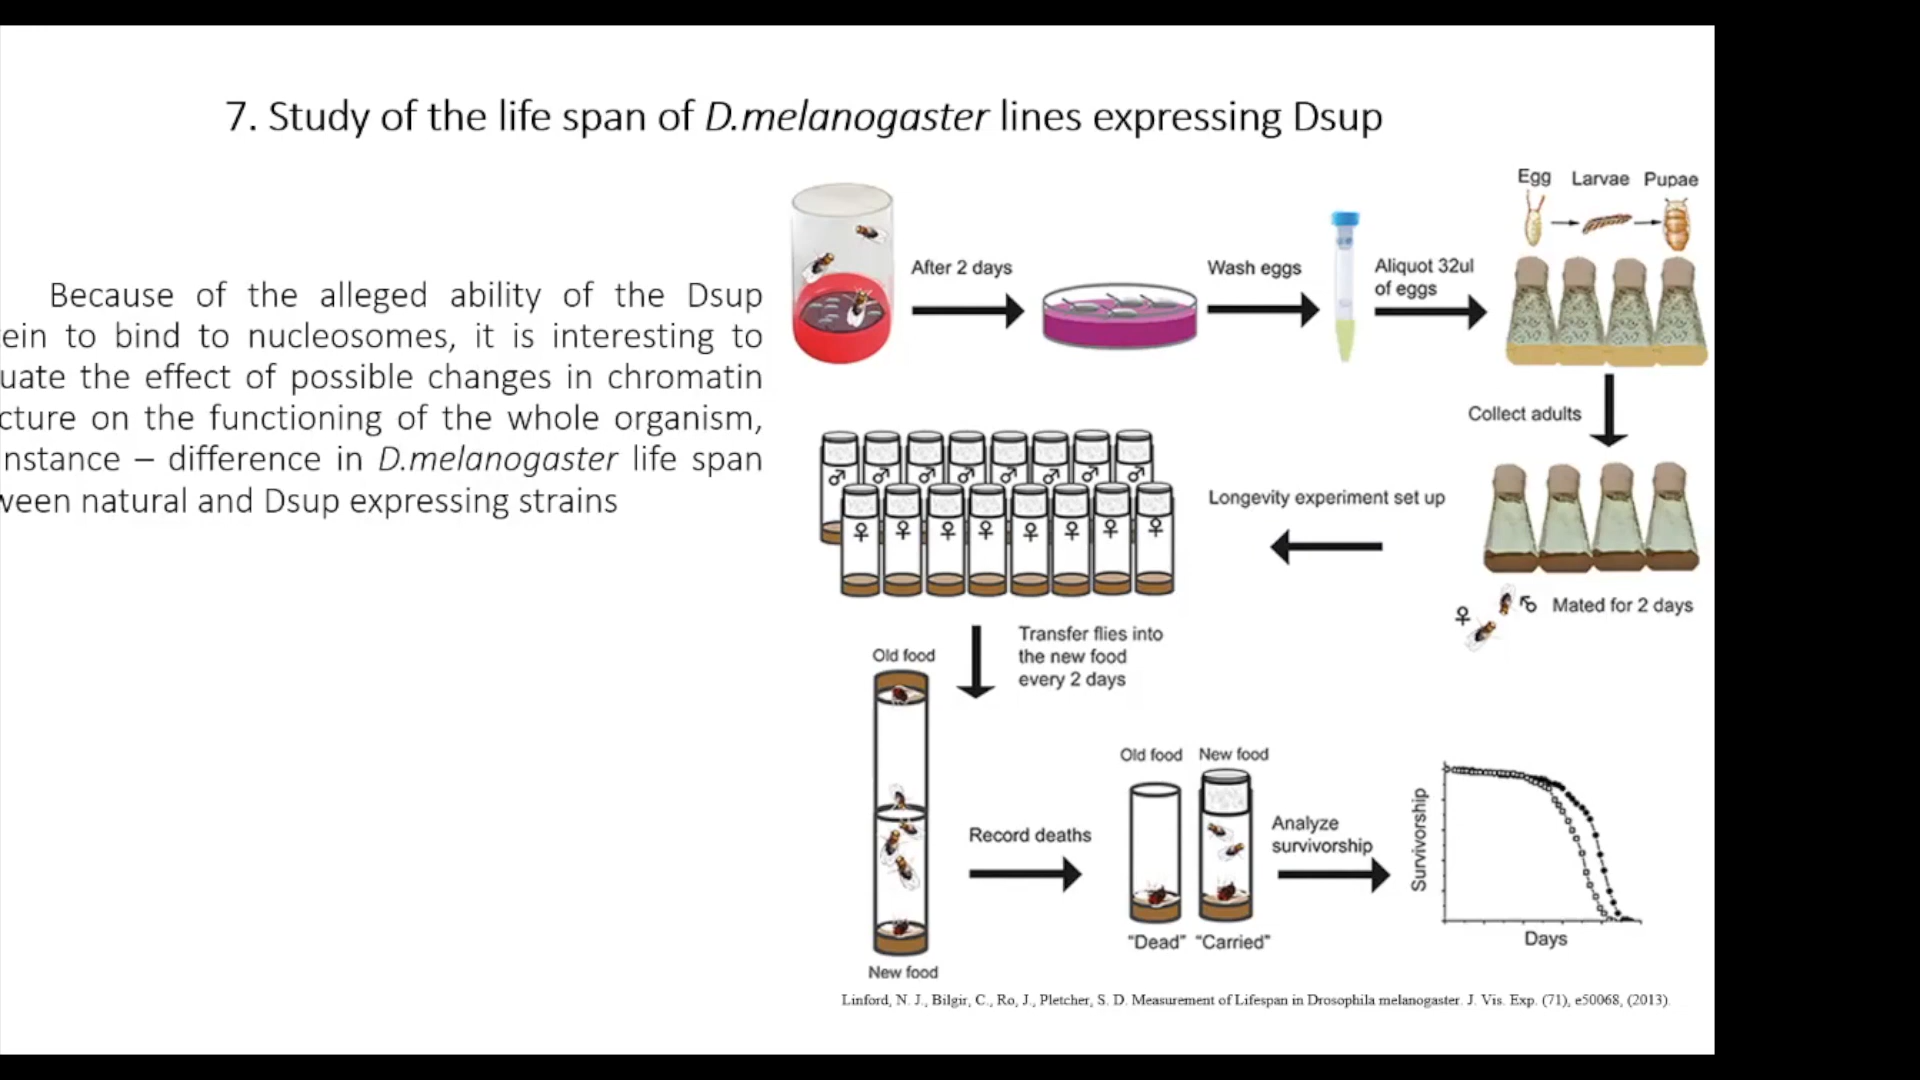 7. Study of the life span of D.melanogaster lines expressing Dsup
Because of the alleged ability of the Dsup
to bind to nucleosomes, it is interesting to
the effect of possible changes in chromatin
on the functioning of the whole organism,
– difference in D.melanogaster life span
natural and Dsup expressing strains
After 2 days
Wash eggs
Aliquot 32ul
of eggs
Egg Larvae Pupae
Collect adults
Longevity experiment set up
♂ ♂ ♂ ♂ ♂ ♂ ♂ ♂
♀ ♀ ♀ ♀ ♀ ♀ ♀ ♀
♀ ♂ Mated for 2 days
Transfer flies into
the new food
every 2 days
Old food
New food
Record deaths
Old food New food
"Dead" "Carried"
Analyze
survivorship
Survivorship
Days
Linford, N. J., Bilgir, C., Ro, J., Pletcher, S. D. Measurement of Lifespan in Drosophila melanogaster. J. Vis. Exp. (71), e50068, (2013).